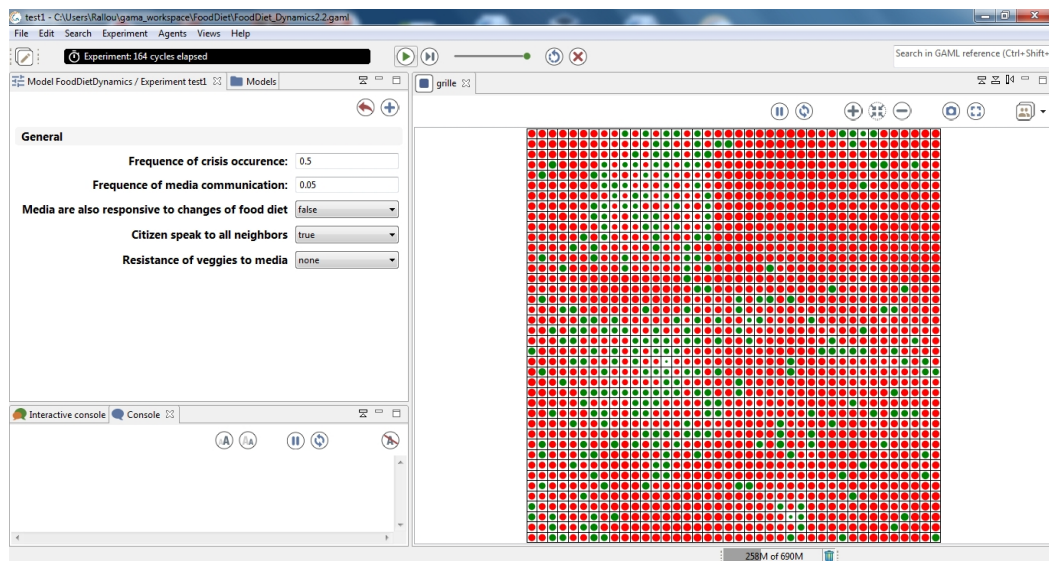 test1 - C:\Users\Rallou\gama_workspace\FoodDiet\FoodDiet_Dynamics2.2.gaml
File Edit Search Experiment Agents Views Help
Experiment: 164 cycles elapsed
Search in GAML reference (Ctrl+Shift+
Model FoodDietDynamics / Experiment test1 Models
grille
General
Frequence of crisis occurence: 0.5
Frequence of media communication: 0.05
Media are also responsive to changes of food diet false
Citizen speak to all neighbors true
Resistance of veggies to media none
Interactive console Console
258M of 690M